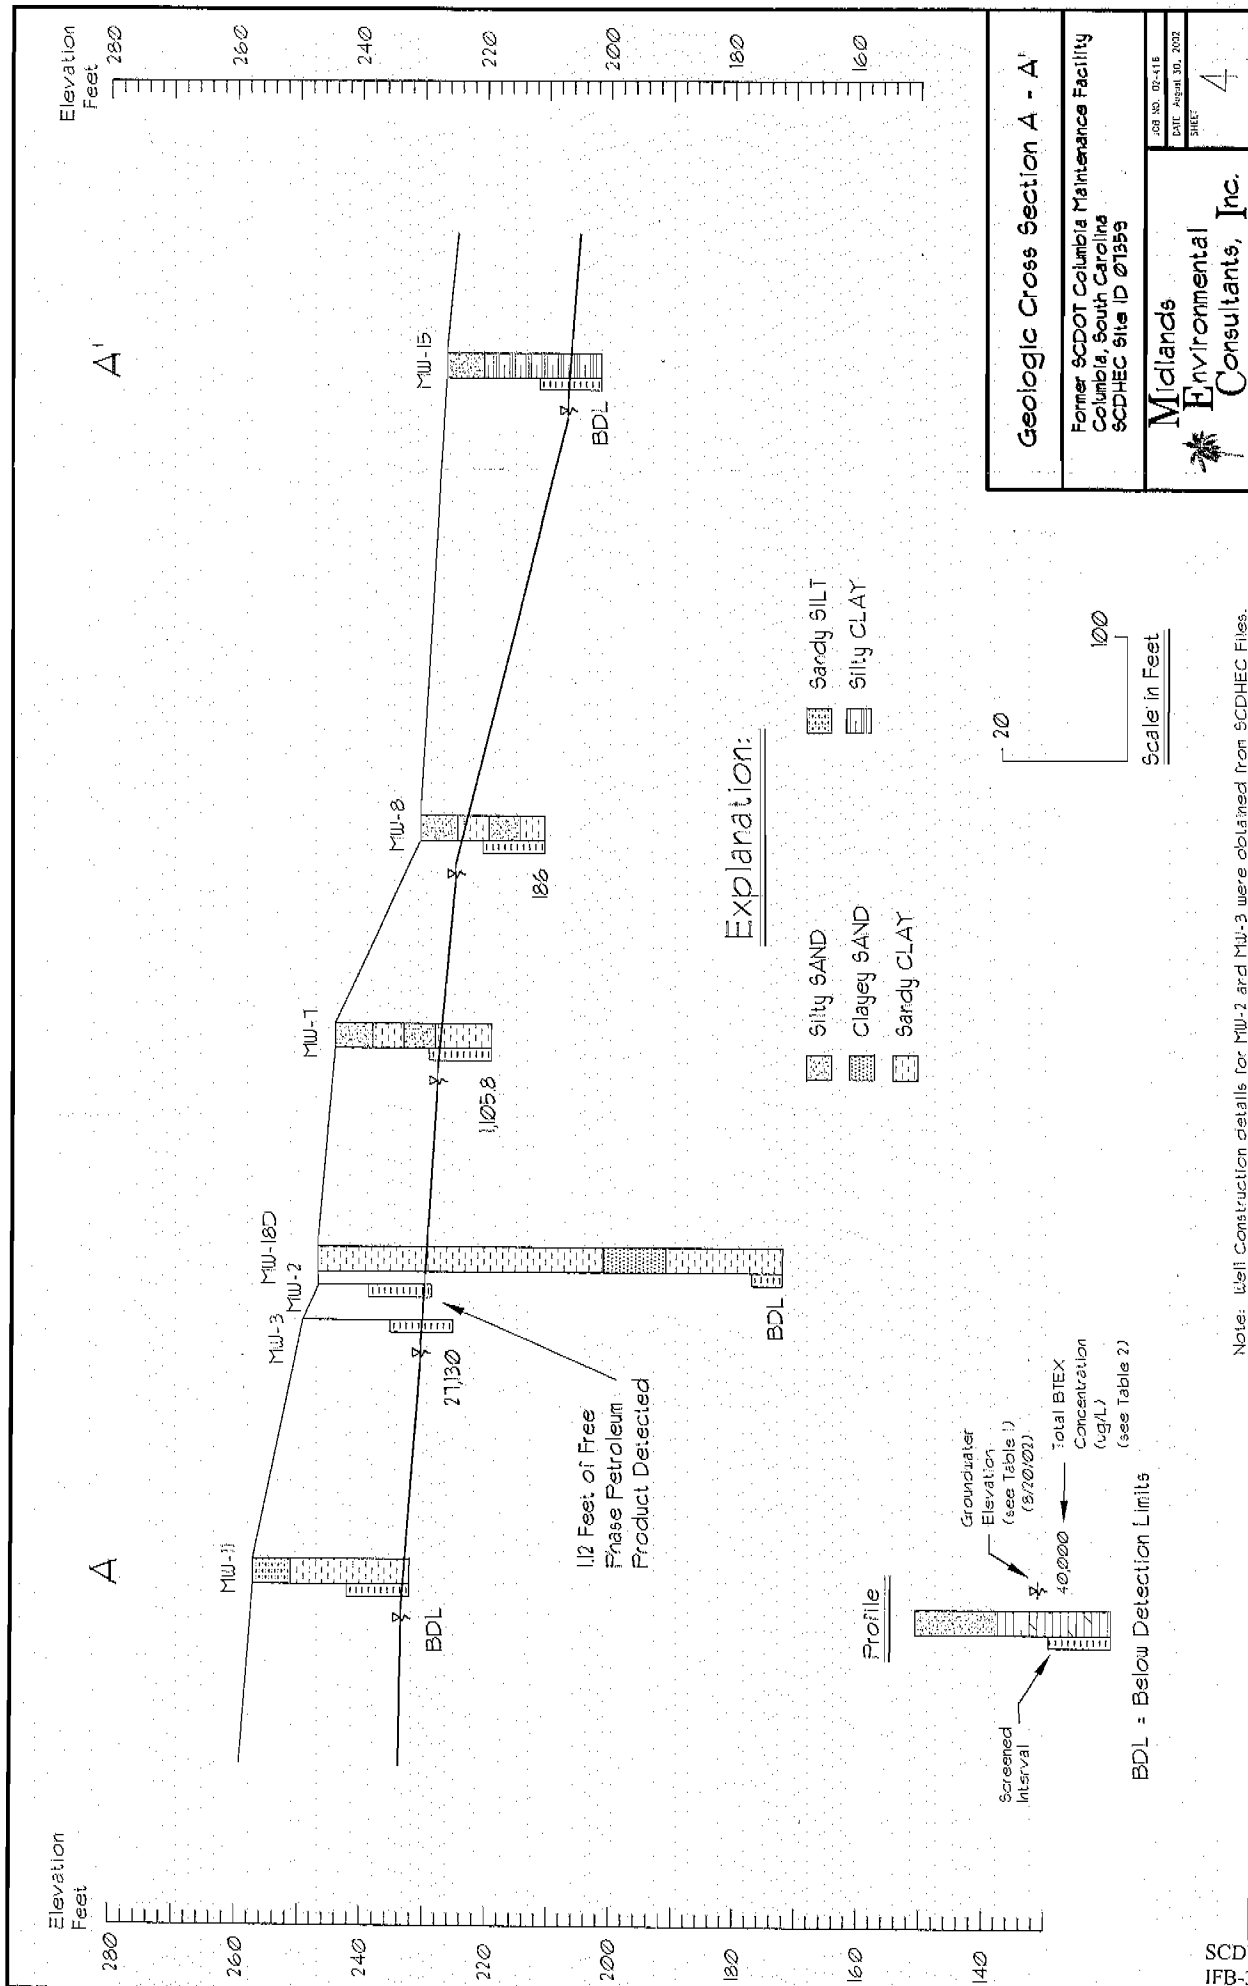 Elevation
Feet
280
260
240
220
200
180
160
140
A
A'
Elevation
Feet
280
260
240
220
200
180
160
MW-11
BDL
MW-3
27,130
MW-2
MW-18D
BDL
1.12 Feet of Free
Phase Petroleum
Product Detected
MW-7
1,105.8
MW-8
186
MW-15
BDL
Explanation:
Silty SAND
Clayey SAND
Sandy CLAY
Sandy SILT
Silty CLAY
Profile
Screened
Interval
Groundwater
Elevation
(see Table 1)
(8/20/02)
40,000
Total BTEX
Concentration
(ug/L)
(see Table 2)
BDL = Below Detection Limits
20
100
Scale in Feet
Note: Well Construction details for MW-2 and MW-3 were obtained from SCDHEC Files.
Geologic Cross Section A - A'
Former SCDOT Columbia Maintenance Facility
Columbia, South Carolina
SCDHEC Site ID 07359
Midlands
Environmental
Consultants, Inc.
JOB NO. 02-416
DATE August 30, 2002
SHEET
4
SCD
IFB-